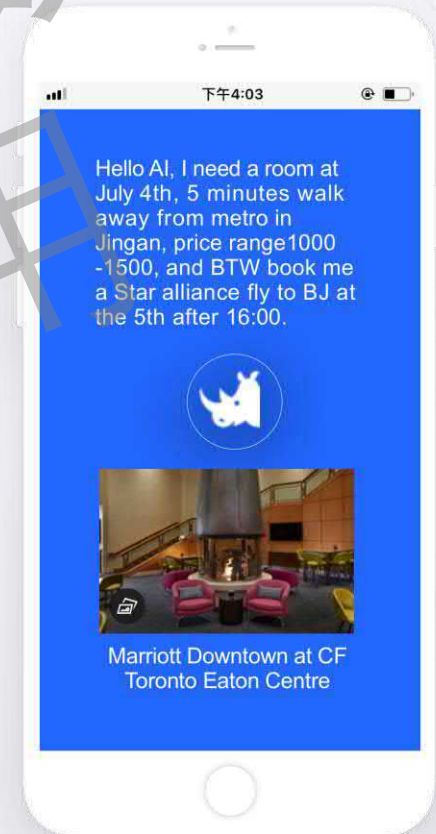 下午4:03
Hello AI, I need a room at
July 4th, 5 minutes walk
away from metro in
Jingan, price range1000
-1500, and BTW book me
a Star alliance fly to BJ at
the 5th after 16:00.
Marriott Downtown at CF
Toronto Eaton Centre